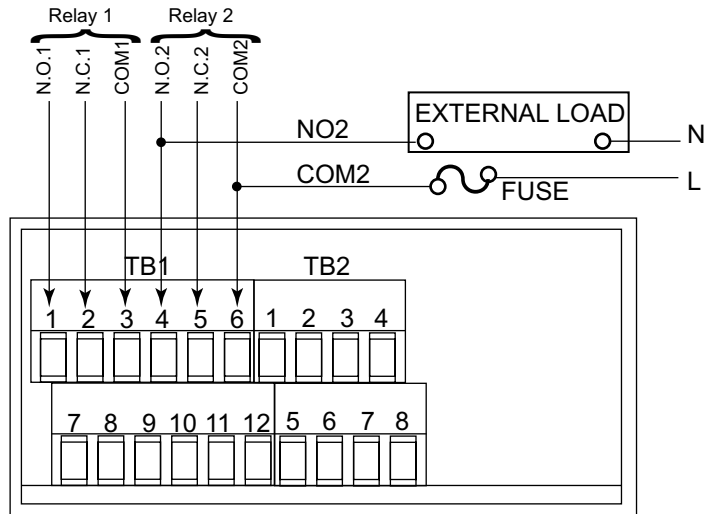 Relay 1 Relay 2
N.O.1 N.C.1 COM1 N.O.2 N.C.2 COM2
EXTERNAL LOAD
NO2 N
COM2 L
FUSE
TB1 TB2
1 2 3 4 5 6 1 2 3 4
7 8 9 10 11 12 5 6 7 8